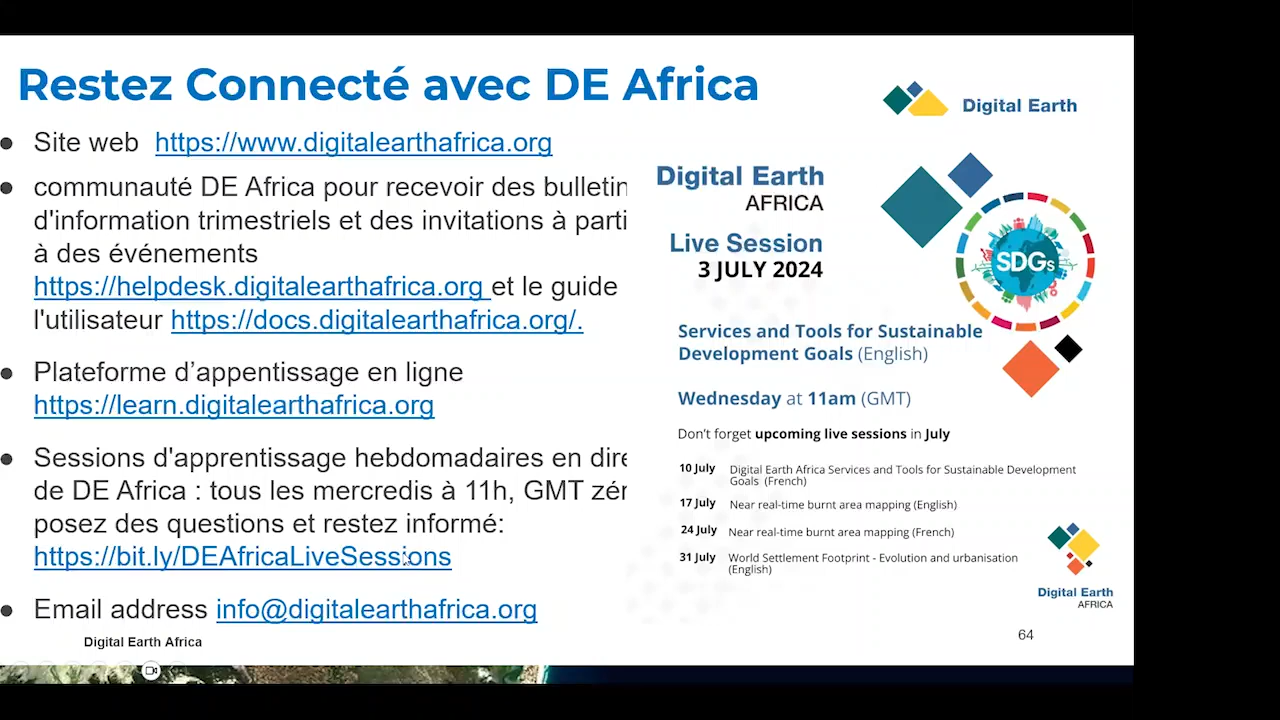 Restez Connecté avec DE Africa
Site web https://www.digitalearthafrica.org
communauté DE Africa pour recevoir des bulletin
d'information trimestriels et des invitations à parti
à des événements
https://helpdesk.digitalearthafrica.org et le guide
l'utilisateur https://docs.digitalearthafrica.org/.
Plateforme d’appentissage en ligne
https://learn.digitalearthafrica.org
Sessions d'apprentissage hebdomadaires en dire
de DE Africa : tous les mercredis à 11h, GMT zér
posez des questions et restez informé:
https://bit.ly/DEAfricaLiveSessions
Email address info@digitalearthafrica.org
Digital Earth Africa
Digital Earth
Digital Earth
AFRICA
Live Session
3 JULY 2024
SDGs
Services and Tools for Sustainable
Development Goals (English)
Wednesday at 11am (GMT)
Don't forget upcoming live sessions in July
10 July Digital Earth Africa Services and Tools for Sustainable Development
Goals (French)
17 July Near real-time burnt area mapping (English)
24 July Near real-time burnt area mapping (French)
31 July World Settlement Footprint - Evolution and urbanisation
(English)
Digital Earth
AFRICA
64